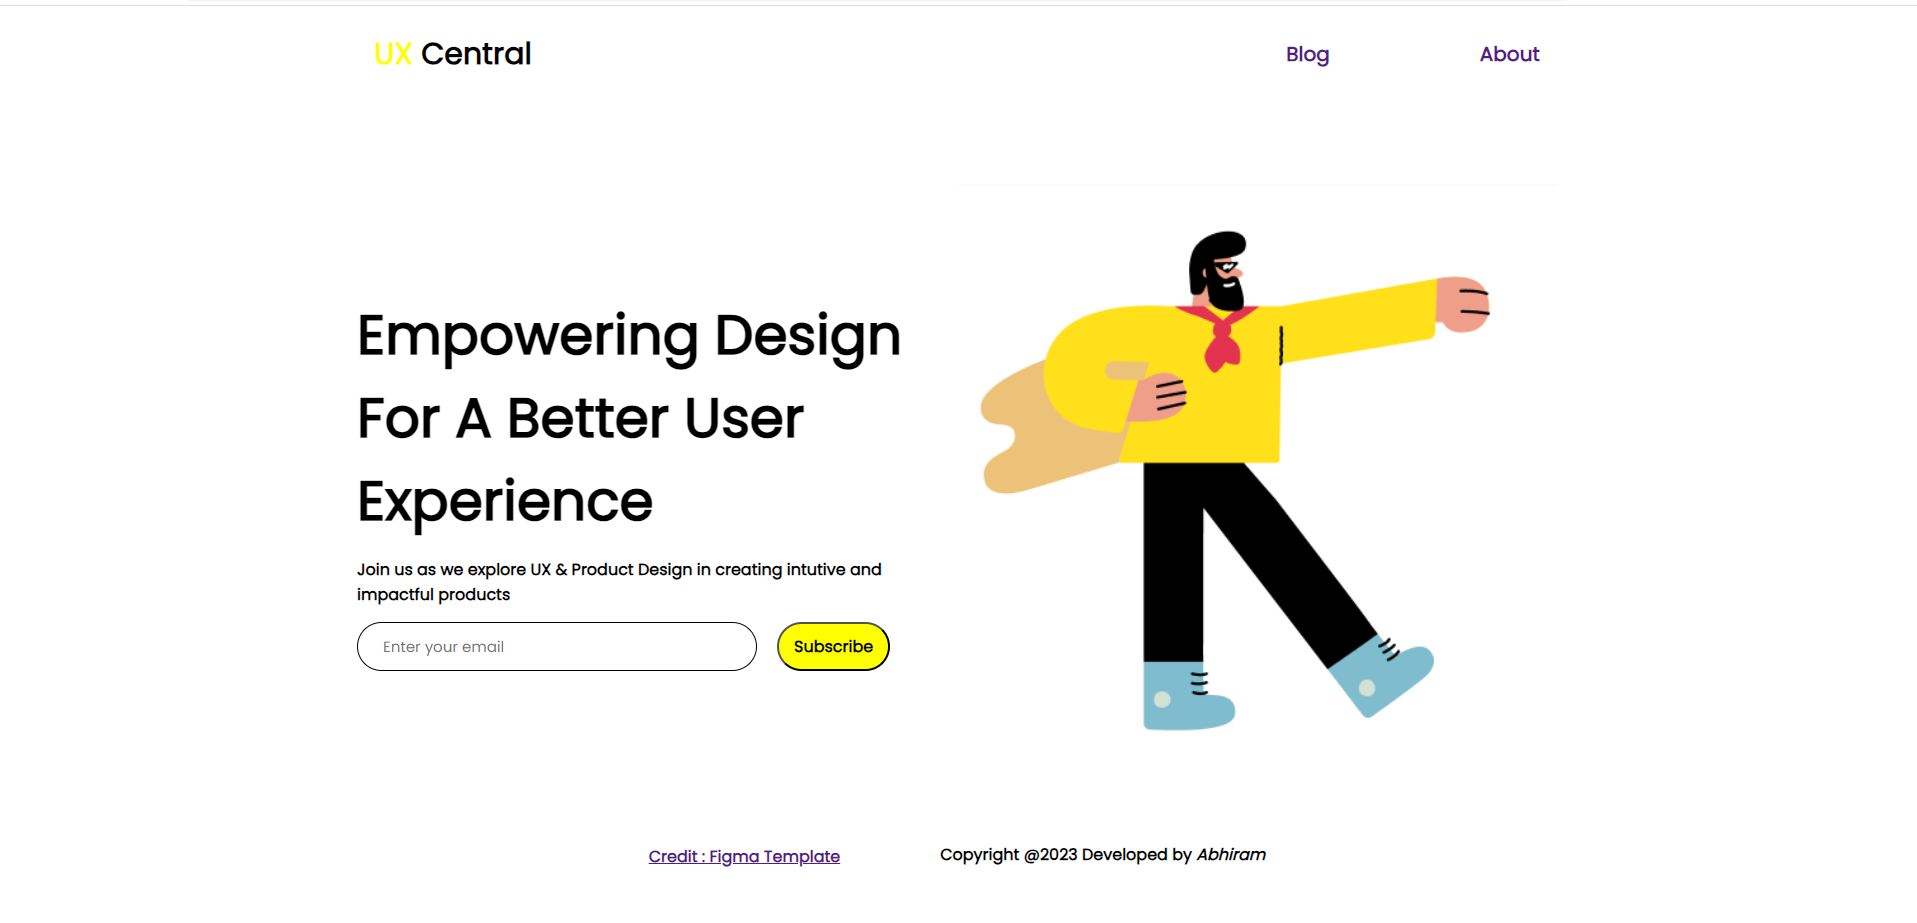 UX Central
Blog
About
Empowering Design
For A Better User
Experience
Join us as we explore UX & Product Design in creating intutive and
impactful products
Enter your email
Subscribe
Credit : Figma Template
Copyright @2023 Developed by Abhiram